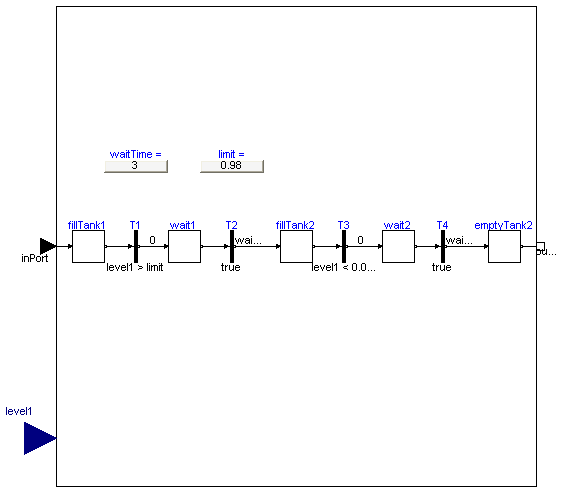 waitTime =
limit =
3
0.98
fillTank1
T1
wait1
T2
fillTank2
T3
wait2
T4
emptyTank2
0
wai...
0
wai...
inPort
level1 > limit
true
level1 < 0.0...
true
level1